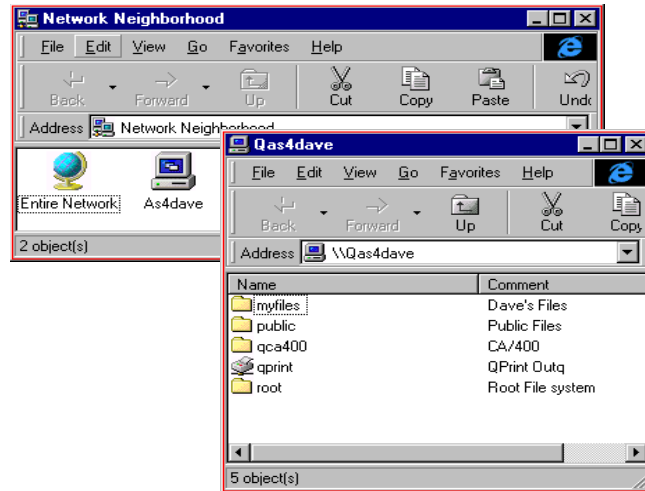 Network Neighborhood
File Edit View Go Favorites Help
Back Forward Up Cut Copy Paste Undo
Address Network Neighborhood
Entire Network As4dave
2 object(s)
Qas4dave
File Edit View Go Favorites Help
Back Forward Up Cut Copy
Address \\Qas4dave
Name Comment
myfiles Dave's Files
public Public Files
qca400 CA/400
qprint QPrint Outq
root Root File system
5 object(s)